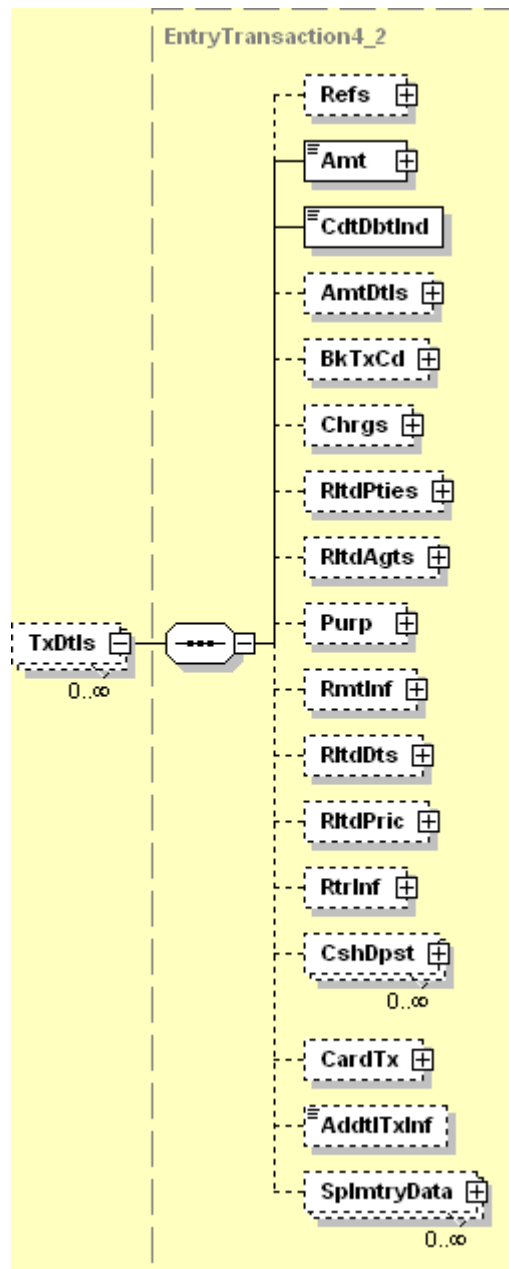 EntryTransaction4_2
Refs
Amt
CdtDbtInd
AmtDtls
BkTxCd
Chrgs
RltdPties
RltdAgts
Purp
TxDtls
0..∞
RmtInf
RltdDts
RltdPric
RtrInf
CshDpst
0..∞
CardTx
AddtlTxInf
SplmtryData
0..∞